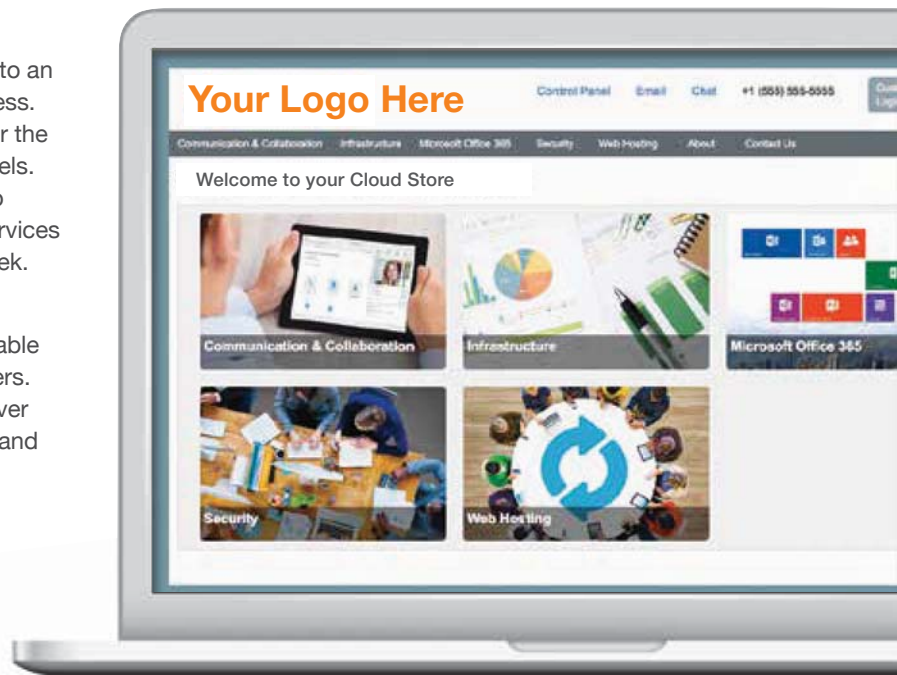 to an
ess.
r the
els.
o
rvices
ek.
able
ers.
ver
and
Your Logo Here
Control Panel Email Chat +1 (555) 555-5555
Communication & Collaboration Infrastructure Microsoft Office 365 Security Web Hosting About Contact Us
Welcome to your Cloud Store
Communication & Collaboration
Infrastructure
Microsoft Office 365
Security
Web Hosting